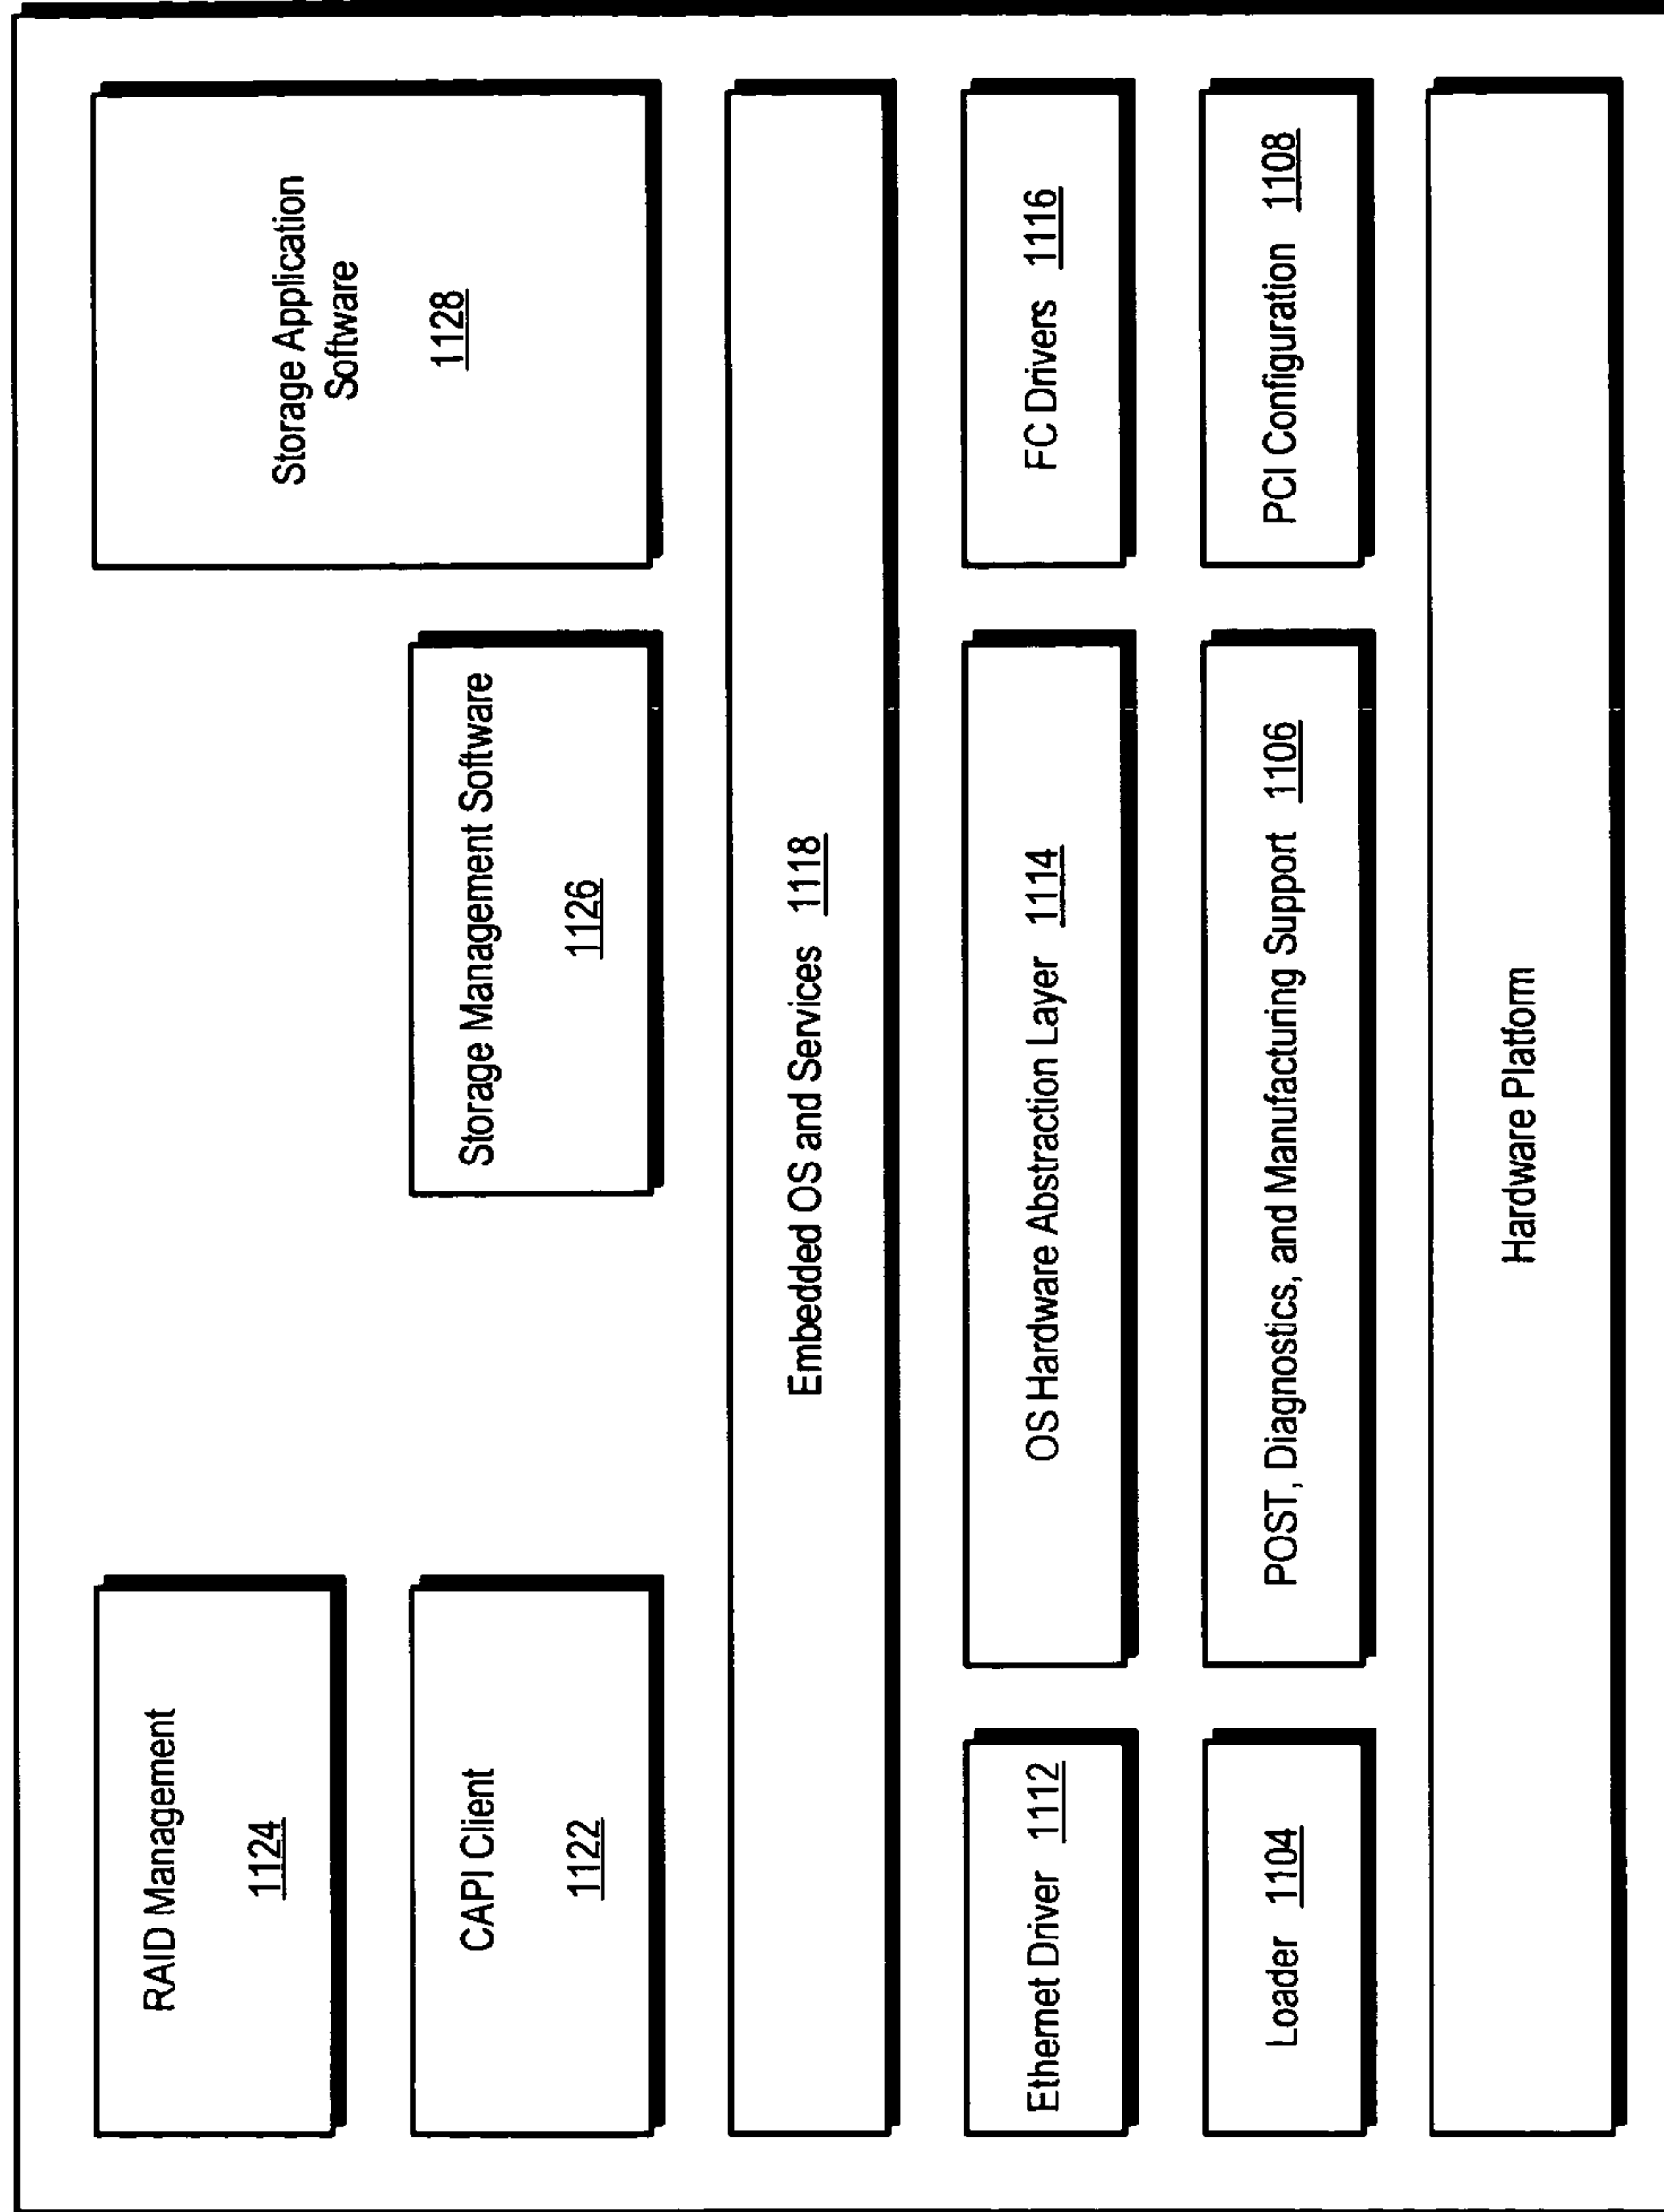 RAID Management
1124
Storage Application
Software
1128
CAPI Client
1122
Storage Management Software
1126
Embedded OS and Services 1118
Ethernet Driver 1112
OS Hardware Abstraction Layer 1114
FC Drivers 1116
Loader 1104
POST, Diagnostics, and Manufacturing Support 1106
PCI Configuration 1108
Hardware Platform